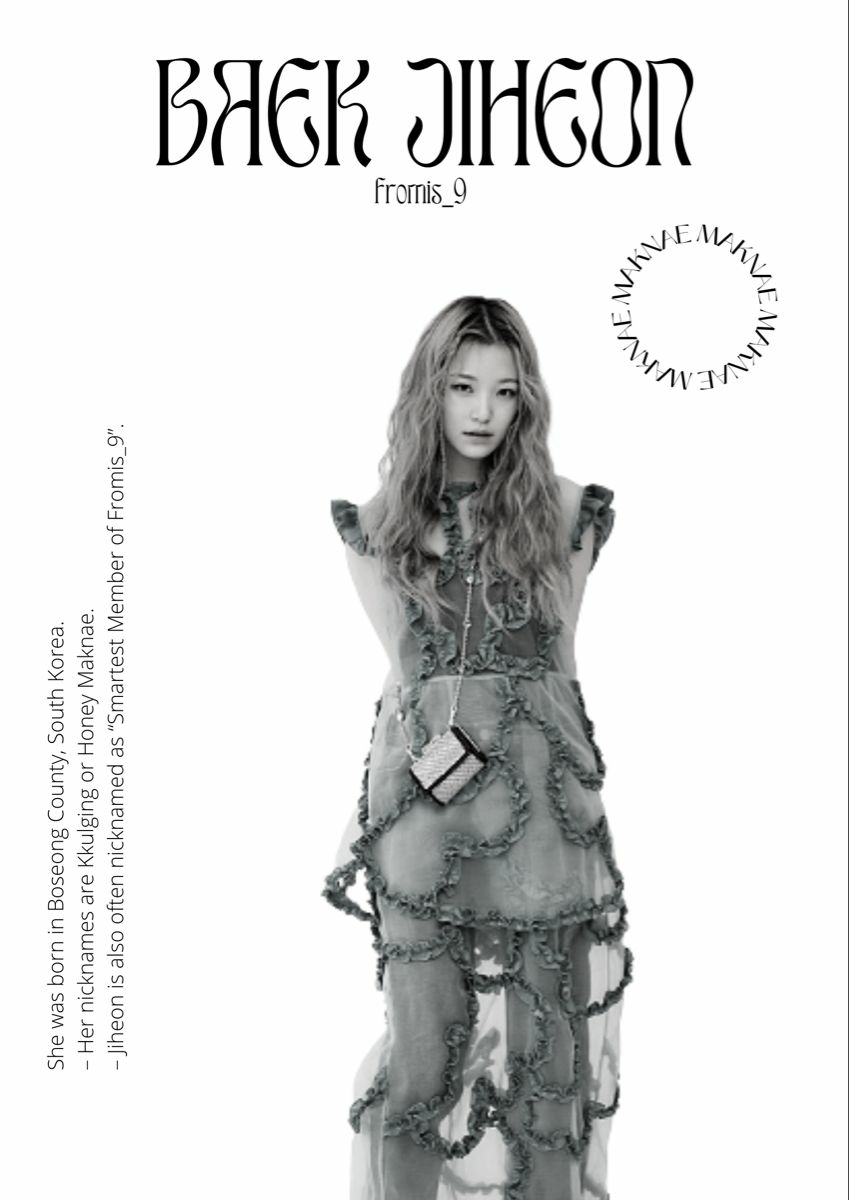 BAEK JIHEON
fromis_9
MAKNAE MAKNAE MAKNAE MAKNAE MAKNAE
She was born in Boseong County, South Korea.
– Her nicknames are Kkulging or Honey Maknae.
– Jiheon is also often nicknamed as “Smartest Member of Fromis_9”.